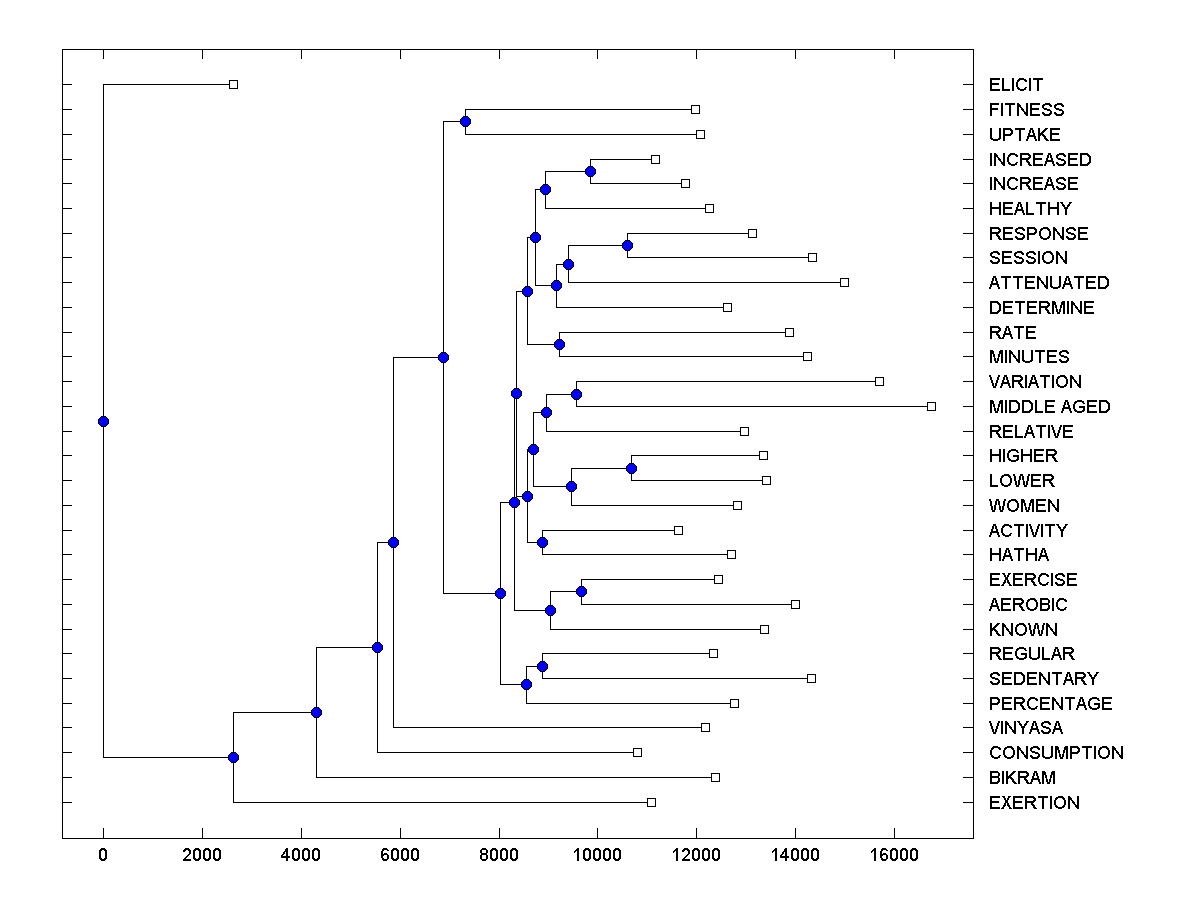 ELICIT
FITNESS
UPTAKE
INCREASED
INCREASE
HEALTHY
RESPONSE
SESSION
ATTENUATED
DETERMINE
RATE
MINUTES
VARIATION
MIDDLE AGED
RELATIVE
HIGHER
LOWER
WOMEN
ACTIVITY
HATHA
EXERCISE
AEROBIC
KNOWN
REGULAR
SEDENTARY
PERCENTAGE
VINYASA
CONSUMPTION
BIKRAM
EXERTION
0 2000 4000 6000 8000 10000 12000 14000 16000